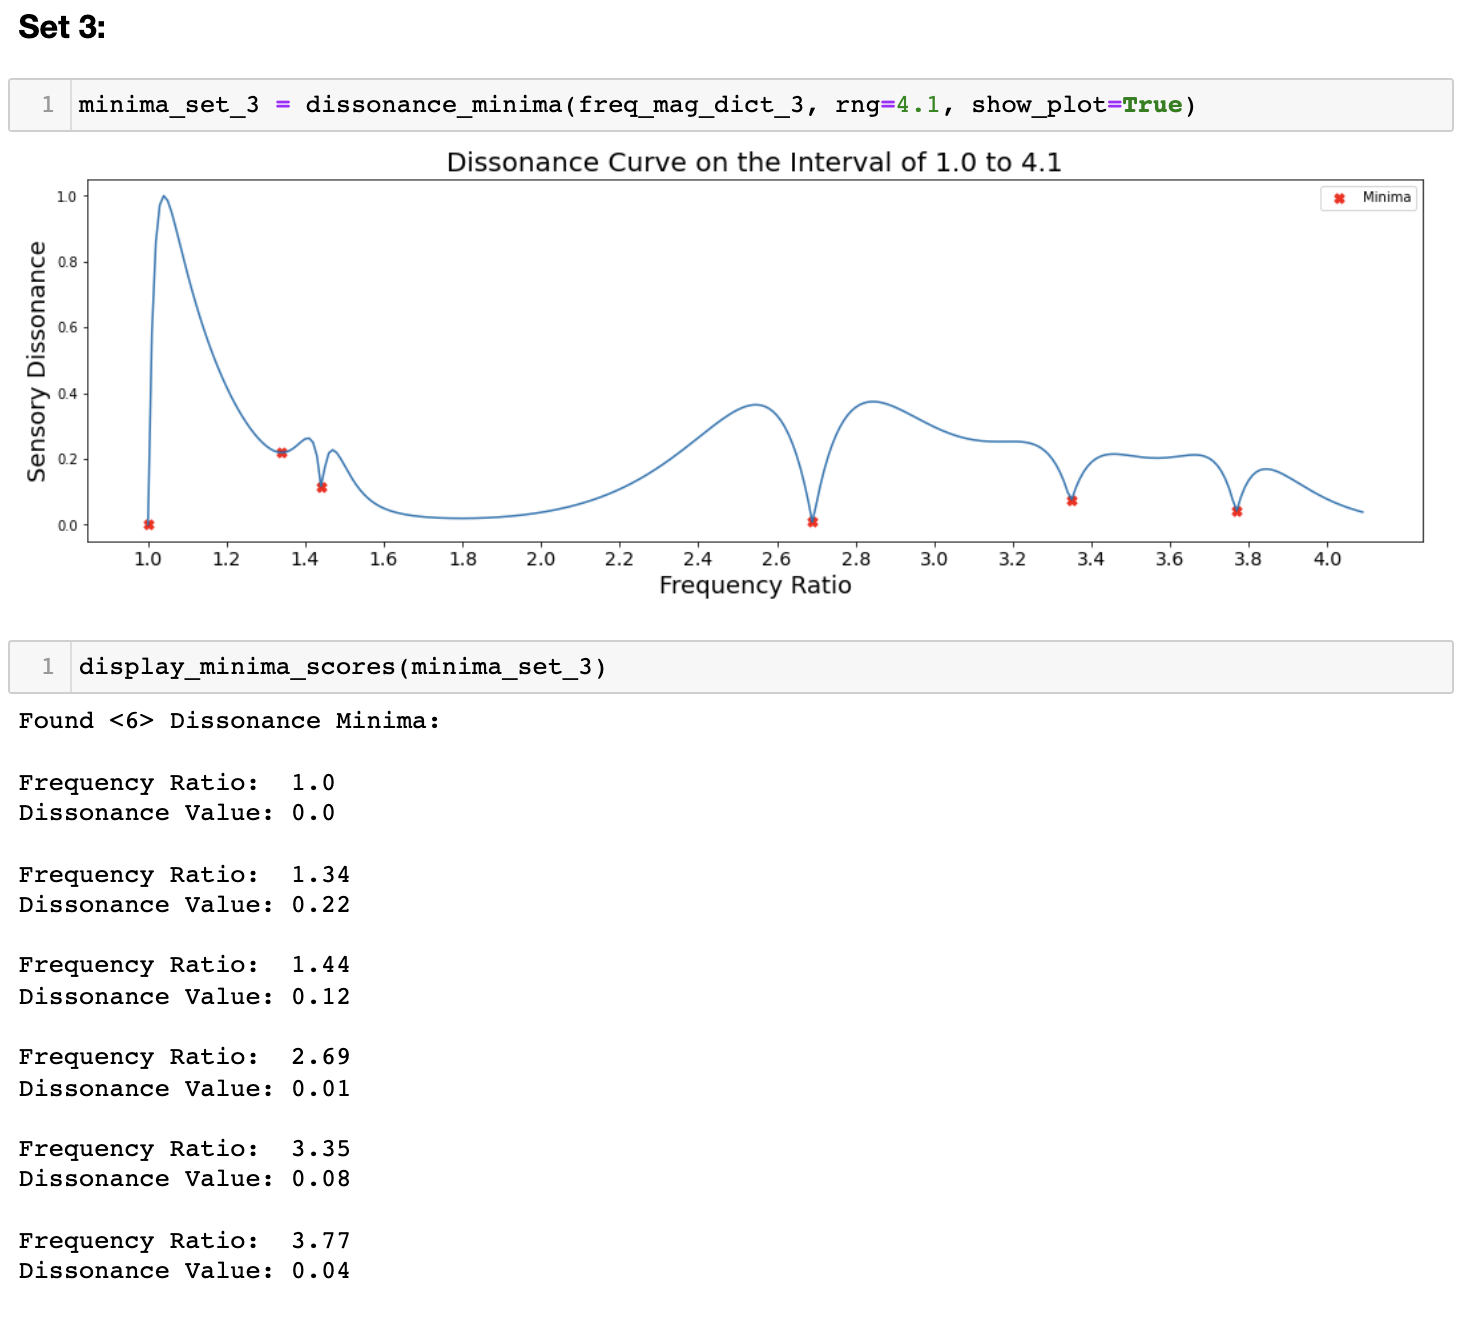 Set 3:
1 minima_set_3 = dissonance_minima(freq_mag_dict_3, rng=4.1, show_plot=True)
Dissonance Curve on the Interval of 1.0 to 4.1
Minima
Sensory Dissonance
1.0
0.8
0.6
0.4
0.2
0.0
1.0 1.2 1.4 1.6 1.8 2.0 2.2 2.4 2.6 2.8 3.0 3.2 3.4 3.6 3.8 4.0
Frequency Ratio
1 display_minima_scores(minima_set_3)
Found <6> Dissonance Minima:
Frequency Ratio: 1.0
Dissonance Value: 0.0
Frequency Ratio: 1.34
Dissonance Value: 0.22
Frequency Ratio: 1.44
Dissonance Value: 0.12
Frequency Ratio: 2.69
Dissonance Value: 0.01
Frequency Ratio: 3.35
Dissonance Value: 0.08
Frequency Ratio: 3.77
Dissonance Value: 0.04